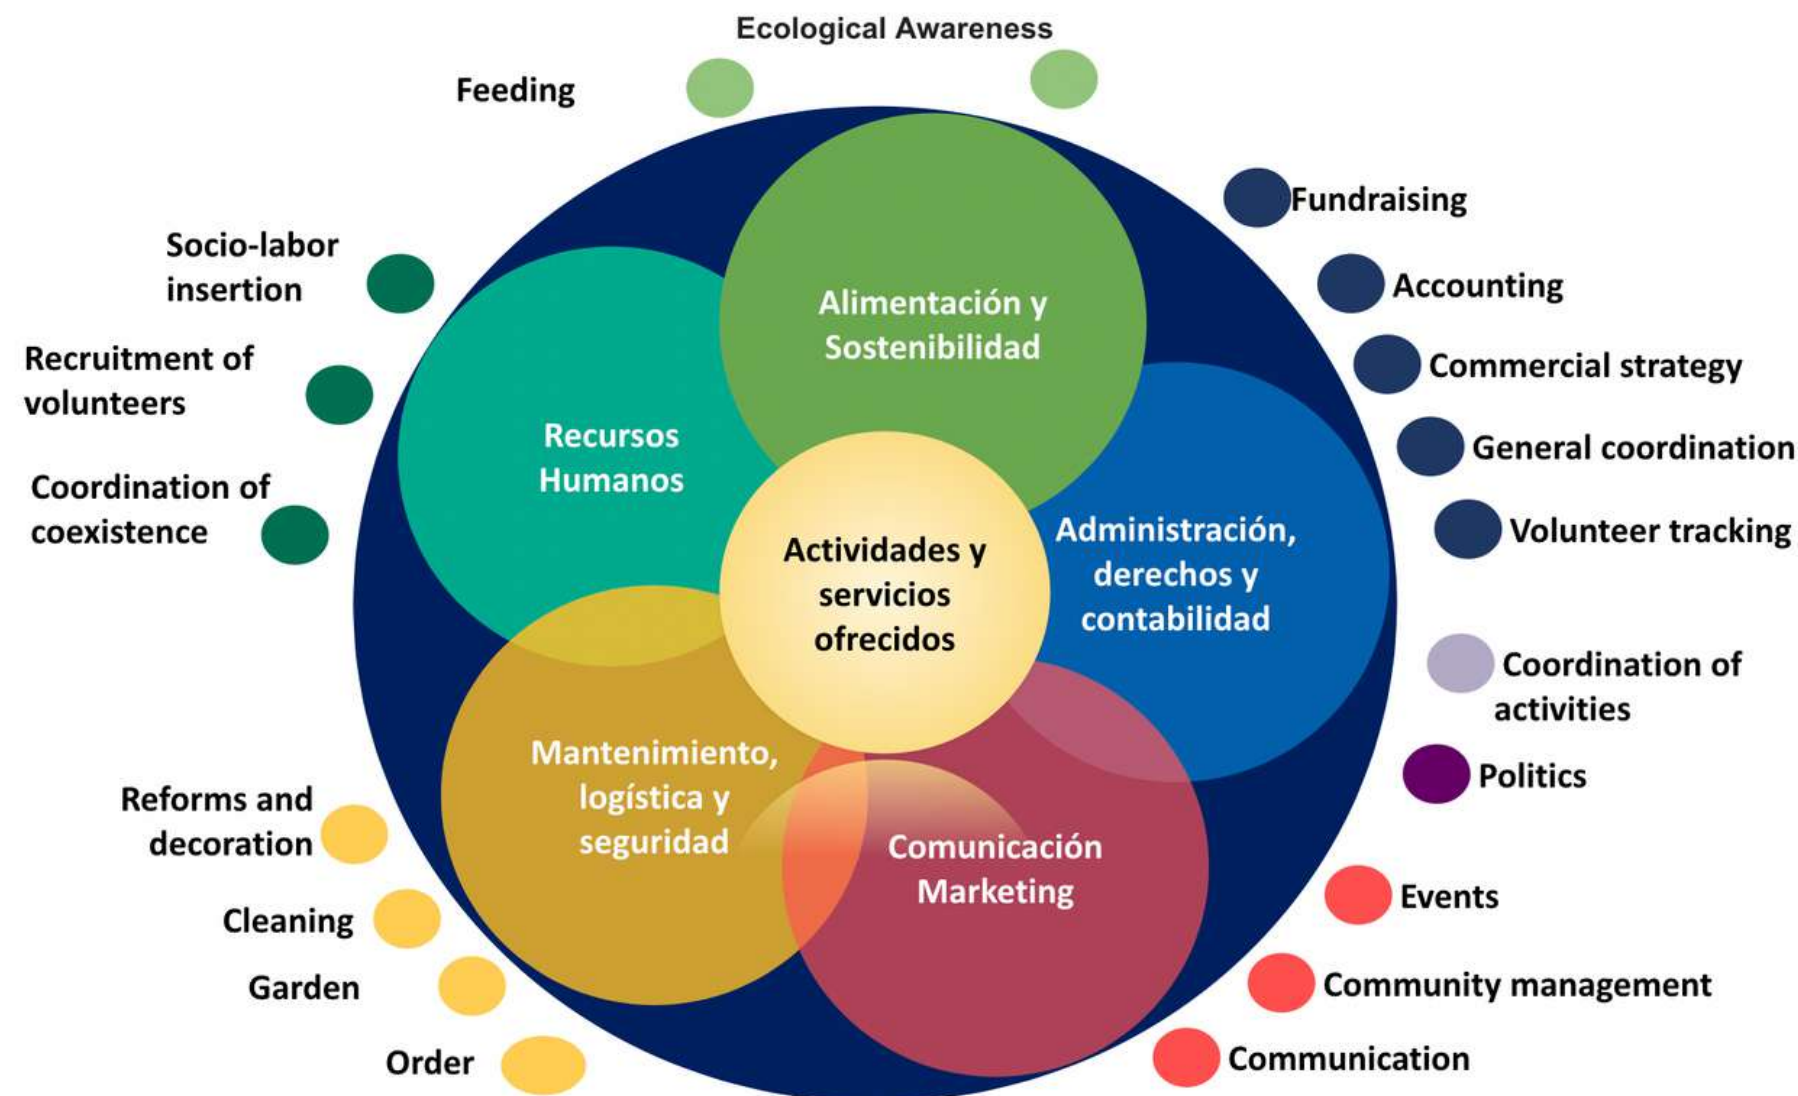 Ecological Awareness
Feeding
Fundraising
Socio-labor
insertion
Accounting
Alimentación y
Sostenibilidad
Recruitment of
volunteers
Commercial strategy
Recursos
Humanos
General coordination
Coordination of
coexistence
Volunteer tracking
Administración,
derechos y
contabilidad
Actividades y
servicios
ofrecidos
Coordination of
activities
Mantenimiento,
logística y
seguridad
Politics
Reforms and
decoration
Comunicación
Marketing
Events
Cleaning
Garden
Community management
Order
Communication